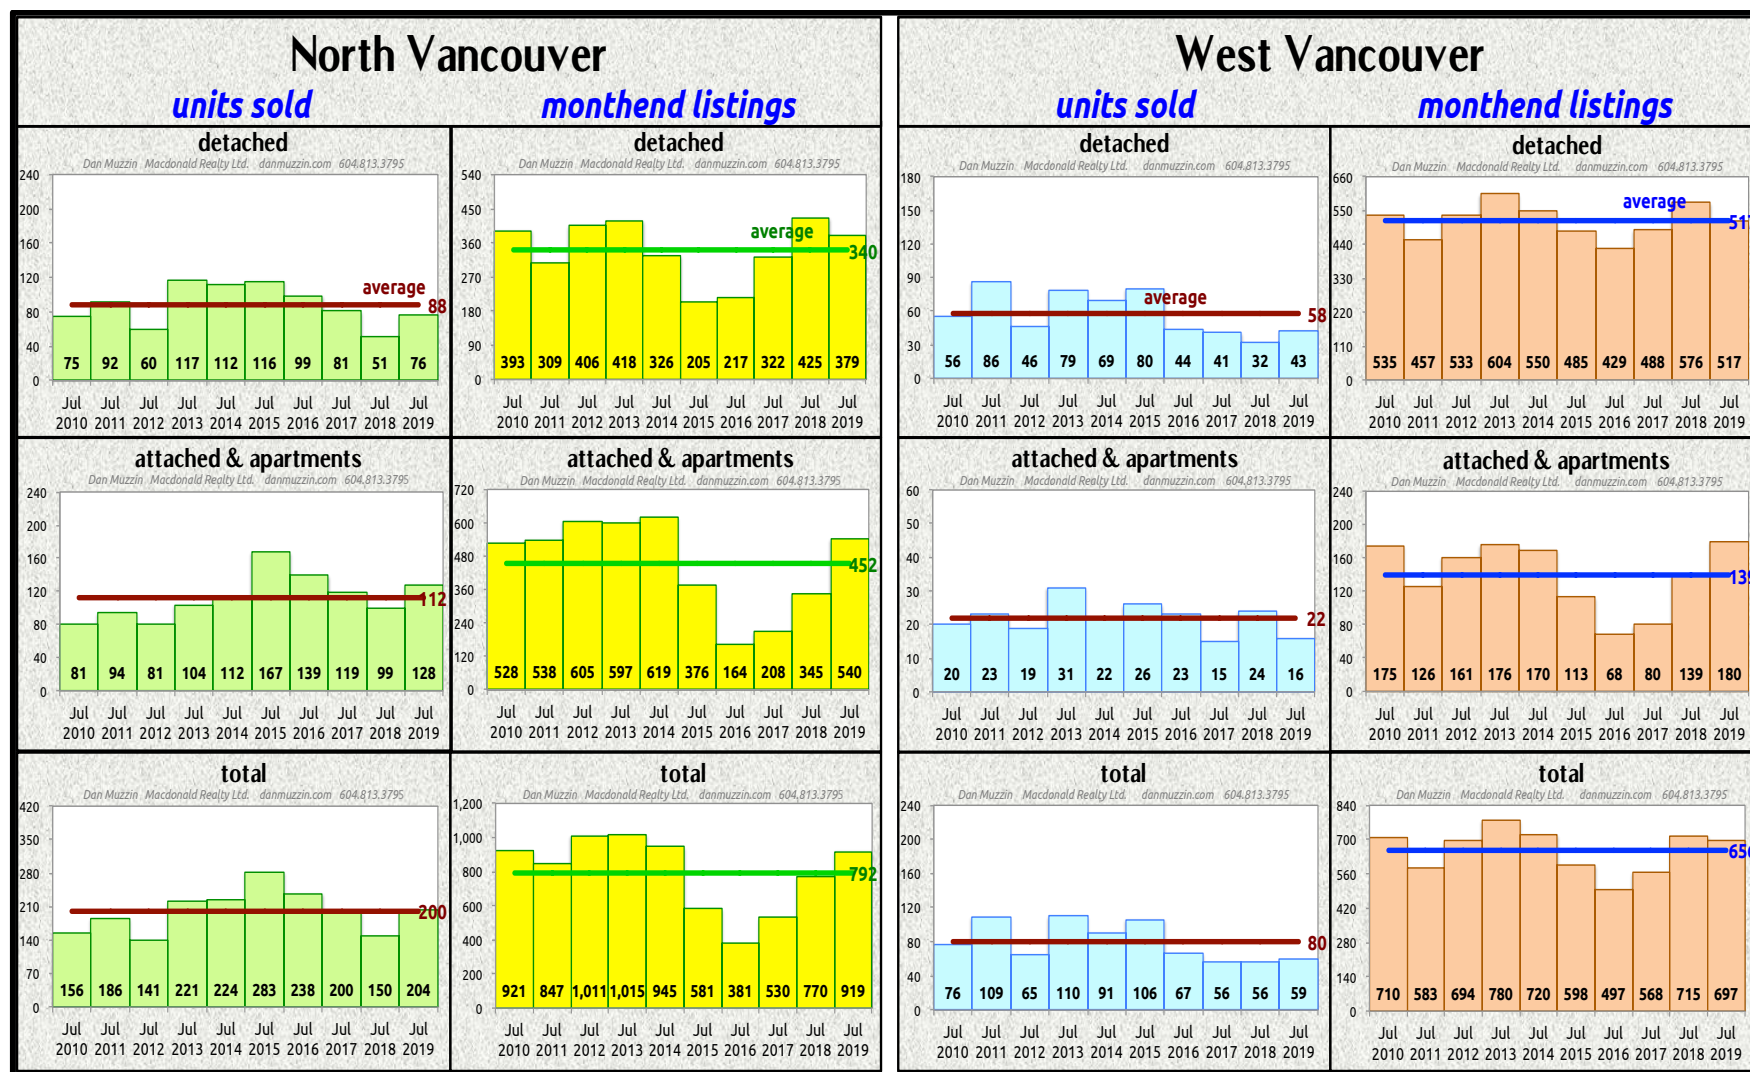 North Vancouver
units sold
monthend listings
detached
Dan Muzzin Macdonald Realty Ltd. danmuzzin.com 604.813.3795
240
200
160
120
80
40
0
average
88
75 92 60 117 112 116 99 81 51 76
Jul Jul Jul Jul Jul Jul Jul Jul Jul Jul
2010 2011 2012 2013 2014 2015 2016 2017 2018 2019
detached
Dan Muzzin Macdonald Realty Ltd. danmuzzin.com 604.813.3795
540
450
360
270
180
90
0
average
340
393 309 406 418 326 205 217 322 425 379
Jul Jul Jul Jul Jul Jul Jul Jul Jul Jul
2010 2011 2012 2013 2014 2015 2016 2017 2018 2019
attached & apartments
Dan Muzzin Macdonald Realty Ltd. danmuzzin.com 604.813.3795
240
200
160
120
80
40
0
112
81 94 81 104 112 167 139 119 99 128
Jul Jul Jul Jul Jul Jul Jul Jul Jul Jul
2010 2011 2012 2013 2014 2015 2016 2017 2018 2019
attached & apartments
Dan Muzzin Macdonald Realty Ltd. danmuzzin.com 604.813.3795
720
600
480
360
240
120
0
452
528 538 605 597 619 376 164 208 345 540
Jul Jul Jul Jul Jul Jul Jul Jul Jul Jul
2010 2011 2012 2013 2014 2015 2016 2017 2018 2019
total
Dan Muzzin Macdonald Realty Ltd. danmuzzin.com 604.813.3795
420
350
280
210
140
70
0
200
156 186 141 221 224 283 238 200 150 204
Jul Jul Jul Jul Jul Jul Jul Jul Jul Jul
2010 2011 2012 2013 2014 2015 2016 2017 2018 2019
total
Dan Muzzin Macdonald Realty Ltd. danmuzzin.com 604.813.3795
1,200
1,000
800
600
400
200
0
792
921 847 1,011 1,015 945 581 381 530 770 919
Jul Jul Jul Jul Jul Jul Jul Jul Jul Jul
2010 2011 2012 2013 2014 2015 2016 2017 2018 2019
West Vancouver
units sold
monthend listings
detached
Dan Muzzin Macdonald Realty Ltd. danmuzzin.com 604.813.3795
180
150
120
90
60
30
0
average
58
56 86 46 79 69 80 44 41 32 43
Jul Jul Jul Jul Jul Jul Jul Jul Jul Jul
2010 2011 2012 2013 2014 2015 2016 2017 2018 2019
detached
Dan Muzzin Macdonald Realty Ltd. danmuzzin.com 604.813.3795
660
550
440
330
220
110
0
average
517
535 457 533 604 550 485 429 488 576 517
Jul Jul Jul Jul Jul Jul Jul Jul Jul Jul
2010 2011 2012 2013 2014 2015 2016 2017 2018 2019
attached & apartments
Dan Muzzin Macdonald Realty Ltd. danmuzzin.com 604.813.3795
60
50
40
30
20
10
0
22
20 23 19 31 22 26 23 15 24 16
Jul Jul Jul Jul Jul Jul Jul Jul Jul Jul
2010 2011 2012 2013 2014 2015 2016 2017 2018 2019
attached & apartments
Dan Muzzin Macdonald Realty Ltd. danmuzzin.com 604.813.3795
240
200
160
120
80
40
0
139
175 126 161 176 170 113 68 80 139 180
Jul Jul Jul Jul Jul Jul Jul Jul Jul Jul
2010 2011 2012 2013 2014 2015 2016 2017 2018 2019
total
Dan Muzzin Macdonald Realty Ltd. danmuzzin.com 604.813.3795
240
200
160
120
80
40
0
80
76 109 65 110 91 106 67 56 56 59
Jul Jul Jul Jul Jul Jul Jul Jul Jul Jul
2010 2011 2012 2013 2014 2015 2016 2017 2018 2019
total
Dan Muzzin Macdonald Realty Ltd. danmuzzin.com 604.813.3795
840
700
560
420
280
140
0
656
710 583 694 780 720 598 497 568 715 697
Jul Jul Jul Jul Jul Jul Jul Jul Jul Jul
2010 2011 2012 2013 2014 2015 2016 2017 2018 2019